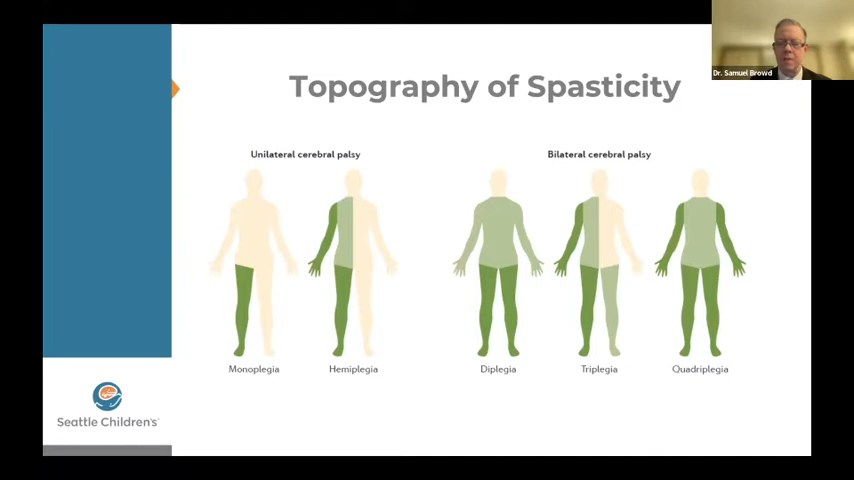 Dr. Samuel Browd
Topography of Spasticity
Unilateral cerebral palsy
Bilateral cerebral palsy
Monoplegia
Hemiplegia
Diplegia
Triplegia
Quadriplegia
Seattle Children's